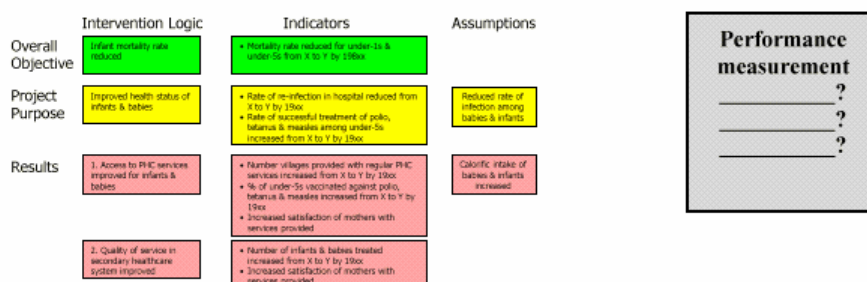 Intervention Logic
Indicators
Assumptions
Overall
Objective
Infant mortality rate
reduced
• Mortality rate reduced for under-1s &
under-5s from X to Y by 198xx
Project
Purpose
Improved health status of
infants & babies
• Rate of re-infection in hospital reduced from
X to Y by 19xx
• Rate of successful treatment of polio,
tetanus & measles among under-5s
increased from X to Y by 19xx
Reduced rate of
infection among
babies & infants
Results
1. Access to PHC services
improved for infants &
babies
• Number villages provided with regular PHC
services increased from X to Y by 19xx
• % of under-5s vaccinated against polio,
tetanus & measles increased from X to Y by
19xx
• Increased satisfaction of mothers with
services provided
Calorific intake of
babies & infants
increased
2. Quality of service in
secondary healthcare
system improved
• Number of infants & babies treated
increased from X to Y by 19xx
• Increased satisfaction of mothers with
services provided
Performance
measurement
__________?
__________?
__________?